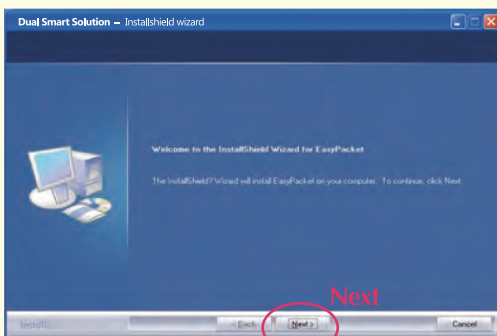 Dual Smart Solution – Installshield wizard
Welcome to the InstallShield Wizard for EasyPacket
The InstallShield? Wizard will install EasyPacket on your computer. To continue, click Next.
Next
< Back
Next >
Cancel